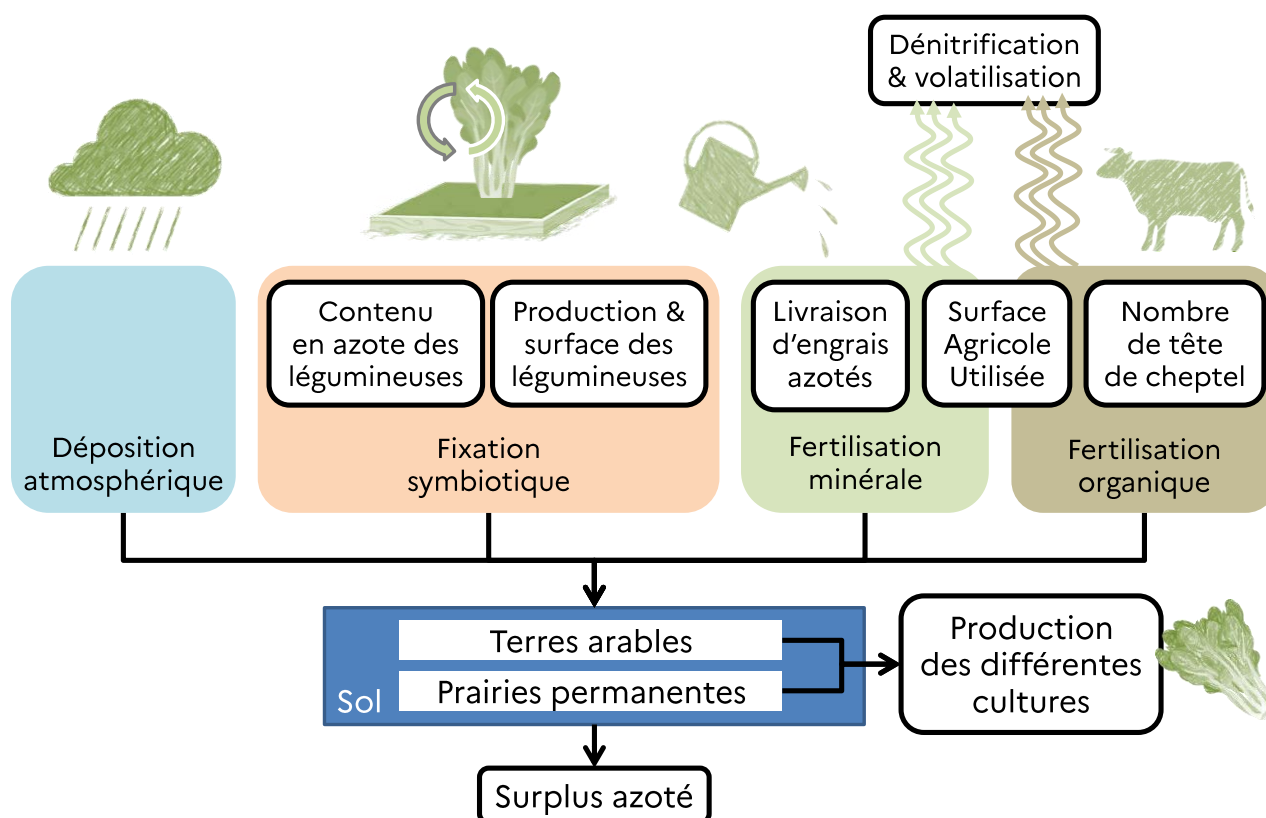 Dénitrification
& volatilisation
Contenu
en azote des
légumineuses
Production &
surface des
légumineuses
Livraison
d'engrais
azotés
Surface
Agricole
Utilisée
Nombre
de tête
de cheptel
Déposition
atmosphérique
Fixation
symbiotique
Fertilisation
minérale
Fertilisation
organique
Sol
Terres arables
Prairies permanentes
Production
des différentes
cultures
Surplus azoté